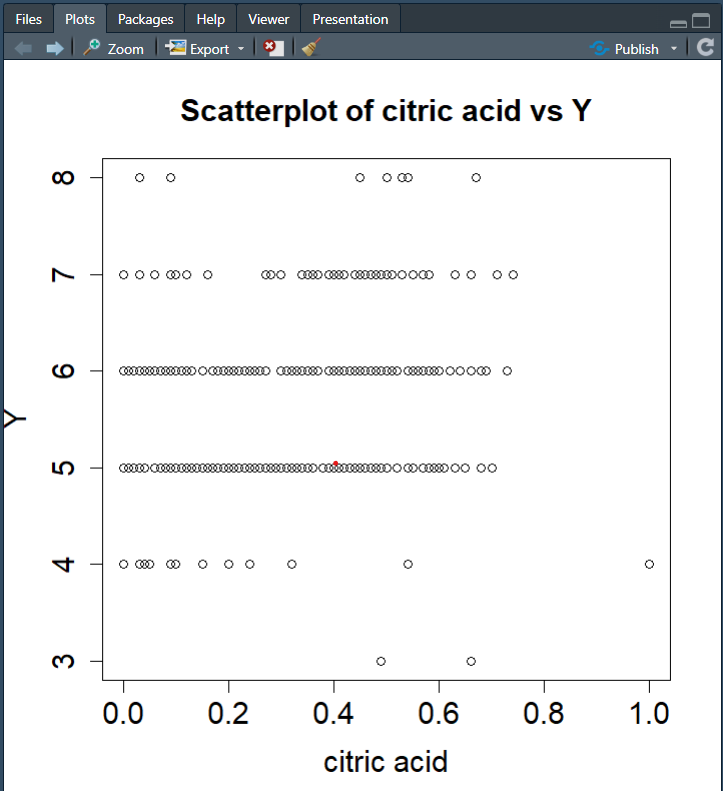 Files Plots Packages Help Viewer Presentation
Zoom Export Publish
Scatterplot of citric acid vs Y
8
7
6
Y
5
4
3
0.0 0.2 0.4 0.6 0.8 1.0
citric acid